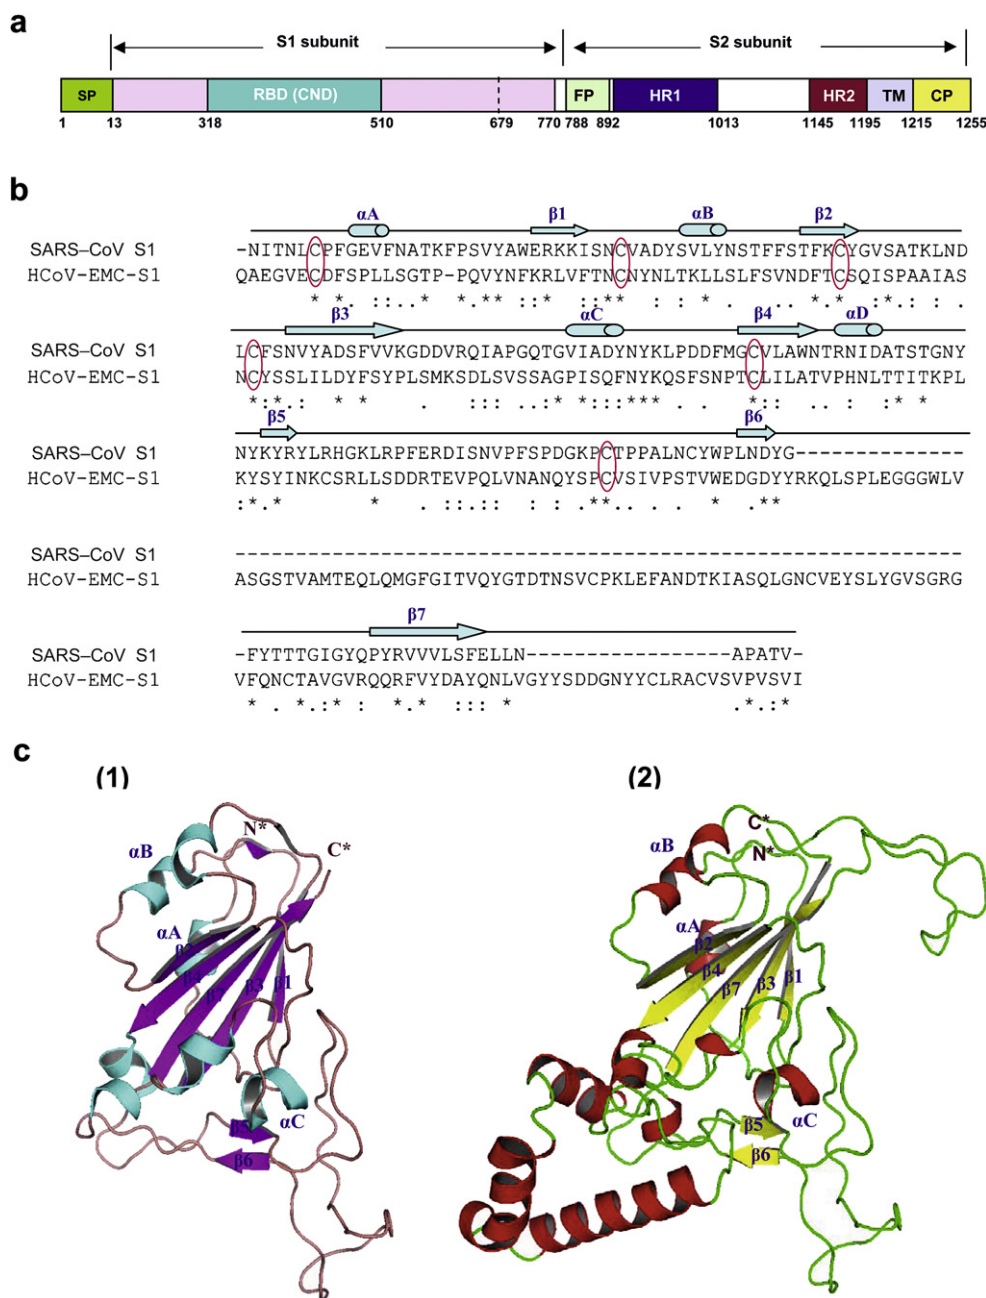 a
S1 subunit S2 subunit
SP RBD (CND) FP HR1 HR2 TM CP
1 13 318 510 679 770 788 892 1013 1145 1195 1215 1255
b
αA β1 αB β2
SARS–CoV S1 -NITNLCPFGEVFNATKFPSVYAWERKKISNCVADYSVLYNSTFFSTFKCYGVSATKLND
HCoV-EMC-S1 QAEGVECDFSPLLSGTP-PQVYNFKRLVFTNCNYNLTKLLSLFSVNDFTCSQISPAAIAS
β3 αC β4 αD
SARS–CoV S1 LCFSNVYADSFVVKGDDVRQIAPGQTGVIADYNYKLPDDFMGCVLAWNTRNIDATSTGNY
HCoV-EMC-S1 NCYSSLILDYFSYPLSMKSDLSVSSAGPISQFNYKQSFSNPTCLILATVPHNLTTITKPL
β5 β6
SARS–CoV S1 NYKYRYLRHGKLRPFERDISNVPFSPDGKPCTPPALNCYWPLNDYG--------------
HCoV-EMC-S1 KYSYINKCSRLLSDDRTEVPQLVNANQYSPCVSIVPSTVWEDGDYYRKQLSPLEGGGWLV
SARS–CoV S1 ------------------------------------------------------------
HCoV-EMC-S1 ASGSTVAMTEQLQMGFGITVQYGTDTNSVCPKLEFANDTKIASQLGNCVEYSLYGVSGRG
β7
SARS–CoV S1 -FYTTTGIGYQPYRVVVLSFELLN-----------------APATV-
HCoV-EMC-S1 VFQNCTAVGVRQQRFVYDAYQNLVGYYSDDGNYYCLRACVSVPVSVI
c
(1) (2)
N* C* αB αA β2 β4 β7 β3 β1 β5 αC β6
C* N* αB αA β2 β4 β7 β3 β1 β5 αC β6